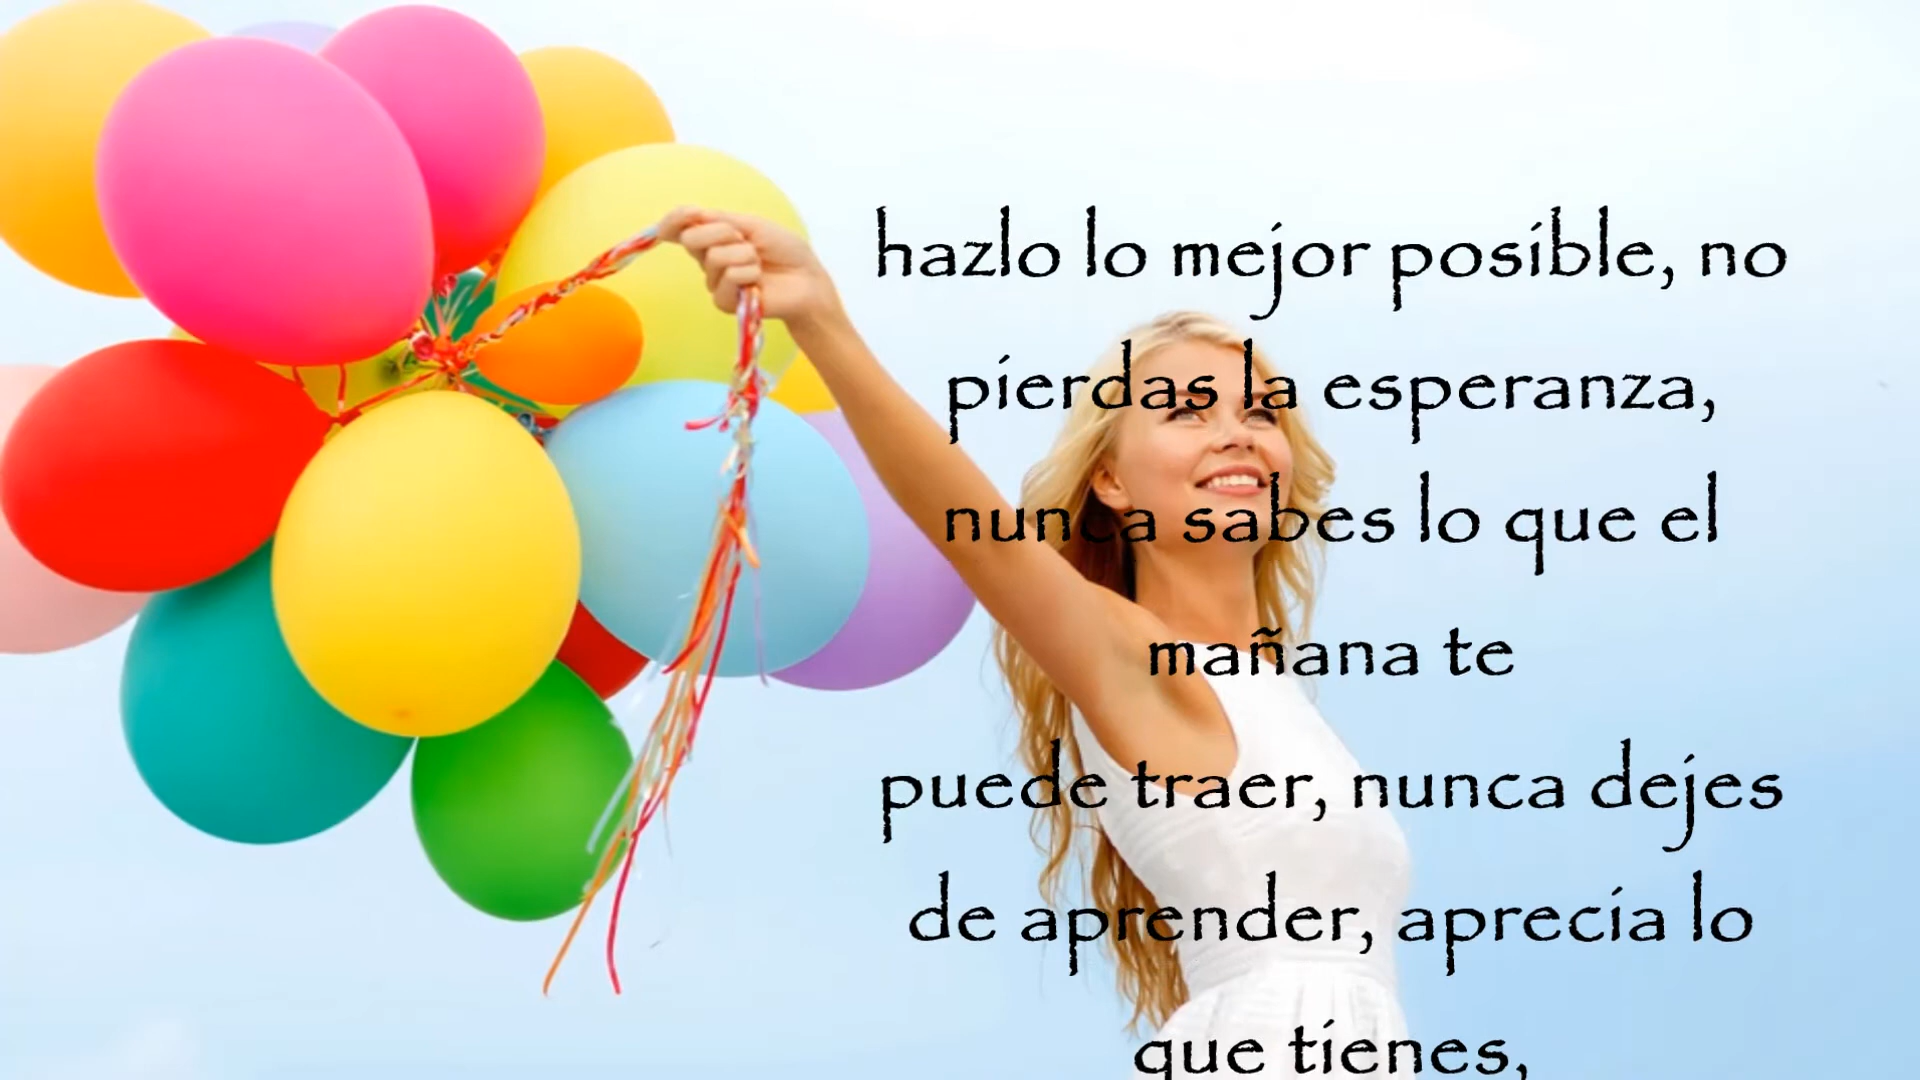 hazlo lo mejor posible, no
pierdas la esperanza,
nunca sabes lo que el
mañana te
puede traer, nunca dejes
de aprender, aprecia lo
que tienes,